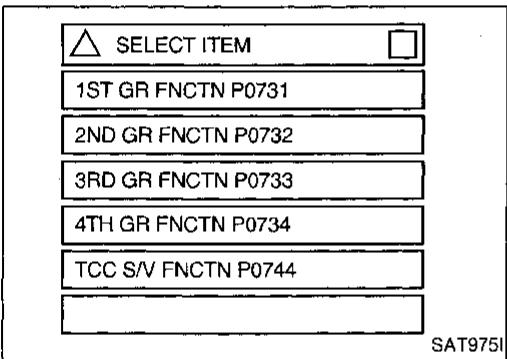 SELECT ITEM
1ST GR FNCTN P0731
2ND GR FNCTN P0732
3RD GR FNCTN P0733
4TH GR FNCTN P0734
TCC S/V FNCTN P0744
SAT975I